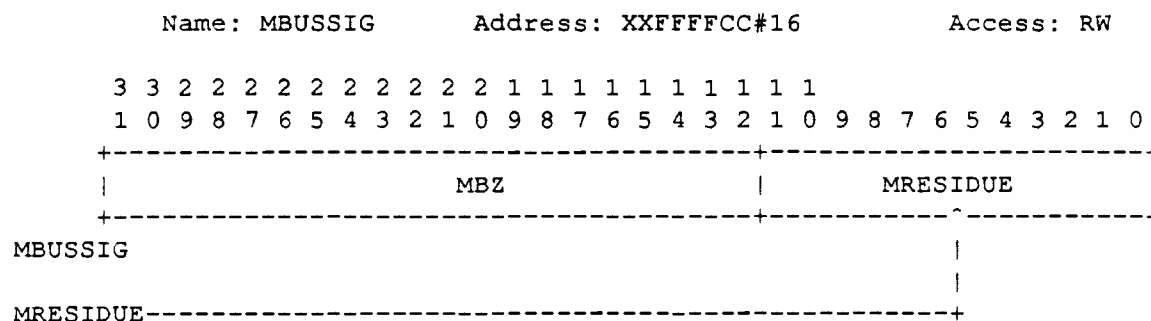 Name: MBUSSIG Address: XXFFFFCC#16 Access: RW
3 3 2 2 2 2 2 2 2 2 2 2 1 1 1 1 1 1 1 1 1 1
1 0 9 8 7 6 5 4 3 2 1 0 9 8 7 6 5 4 3 2 1 0 9 8 7 6 5 4 3 2 1 0
MBZ MRESIDUE
MBUSSIG
MRESIDUE